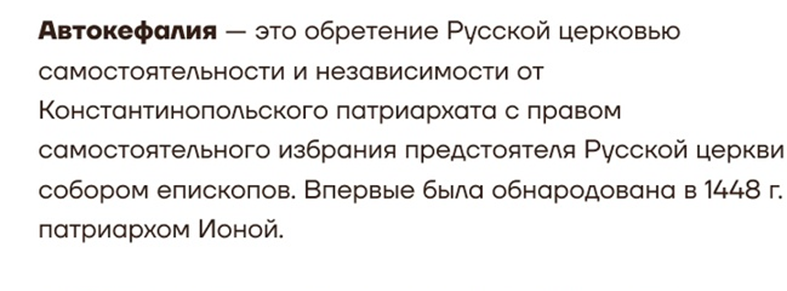 Автокефалия — это обретение Русской церковью
самостоятельности и независимости от
Константинопольского патриархата с правом
самостоятельного избрания предстоятеля Русской церкви
собором епископов. Впервые была обнародована в 1448 г.
патриархом Ионой.